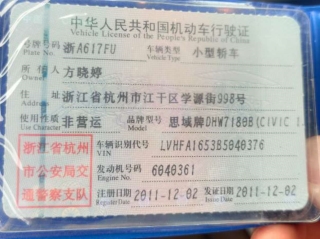 中华人民共和国机动车行驶证
Vehicle License of the People's Republic of China
号牌号码 浙A617FU 车辆类型 小型轿车
Plate No. Vehicle Type
所有人 方晓婷
住址 浙江省杭州市江干区学源街998号
使用性质 非营运 品牌型号 思域牌DHW7180B(CIVIC 1.
Use Character Model
浙江省杭州 车辆识别代号 LVHFA1653B5040376
市公安局交 发动机号码 6040361
Engine No.
通警察支队 注册日期 2011-12-02 发证日期 2011-12-02
Register Date Issue Date